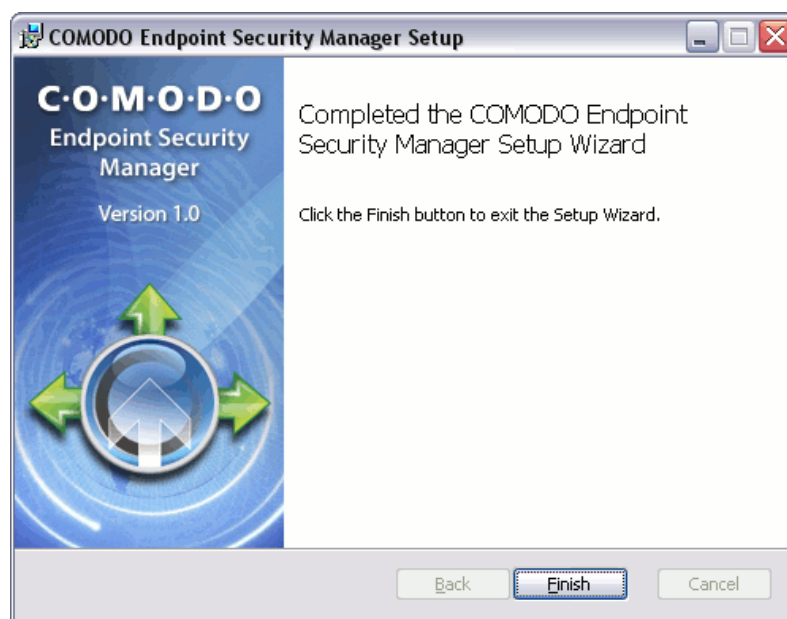 COMODO Endpoint Security Manager Setup
C·O·M·O·D·O
Endpoint Security
Manager
Version 1.0
Completed the COMODO Endpoint
Security Manager Setup Wizard
Click the Finish button to exit the Setup Wizard.
Back
Finish
Cancel